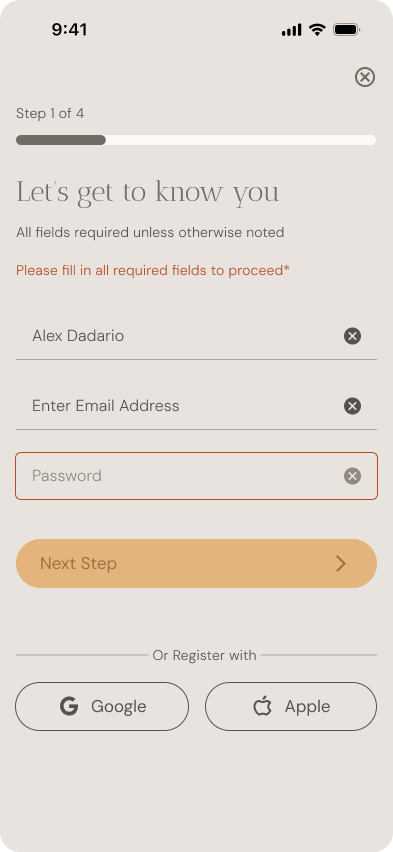 9:41
Step 1 of 4
Let's get to know you
All fields required unless otherwise noted
Please fill in all required fields to proceed*
Alex Dadario
Enter Email Address
Password
Next Step
Or Register with
Google
Apple